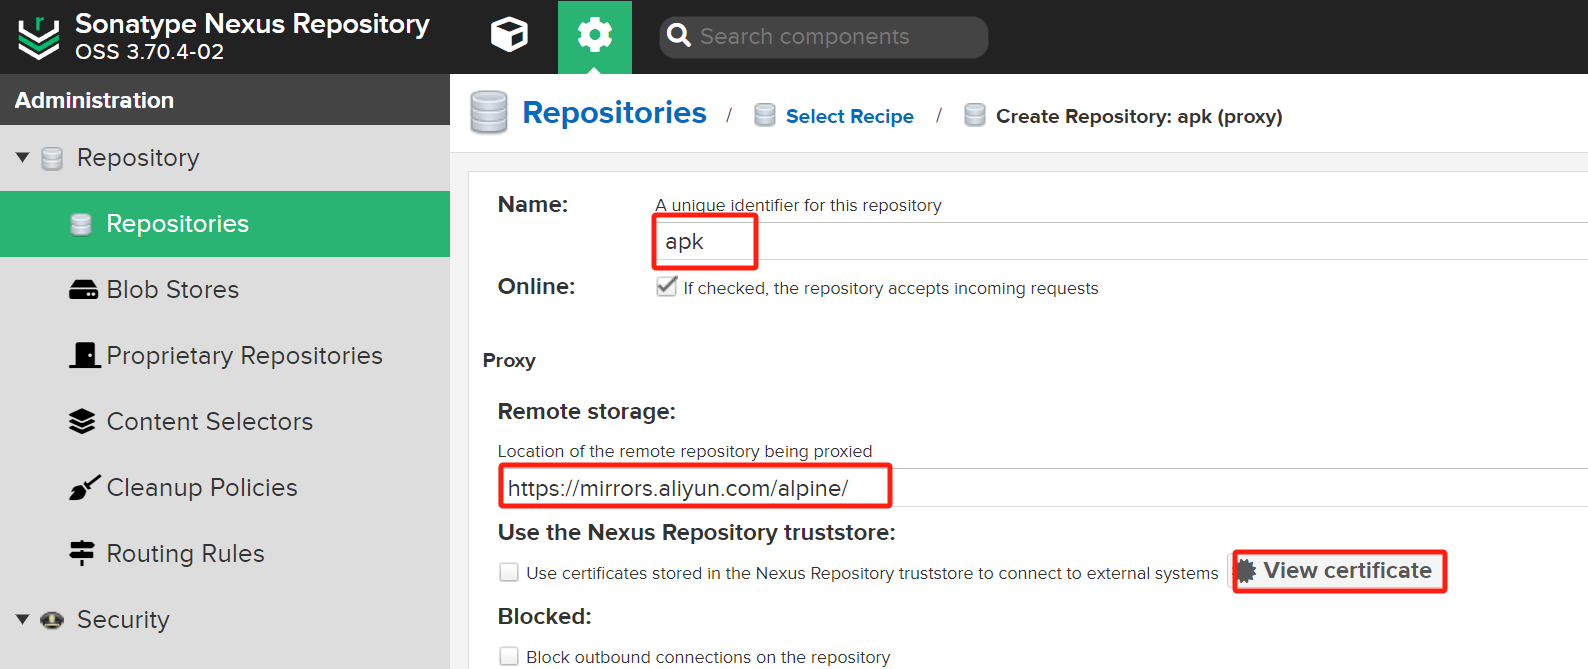 Sonatype Nexus Repository
OSS 3.70.4-02
Search components
Administration
Repositories / Select Recipe / Create Repository: apk (proxy)
Repository
Repositories
Blob Stores
Proprietary Repositories
Content Selectors
Cleanup Policies
Routing Rules
Security
Name:
A unique identifier for this repository
apk
Online:
If checked, the repository accepts incoming requests
Proxy
Remote storage:
Location of the remote repository being proxied
https://mirrors.aliyun.com/alpine/
Use the Nexus Repository truststore:
Use certificates stored in the Nexus Repository truststore to connect to external systems
View certificate
Blocked:
Block outbound connections on the repository